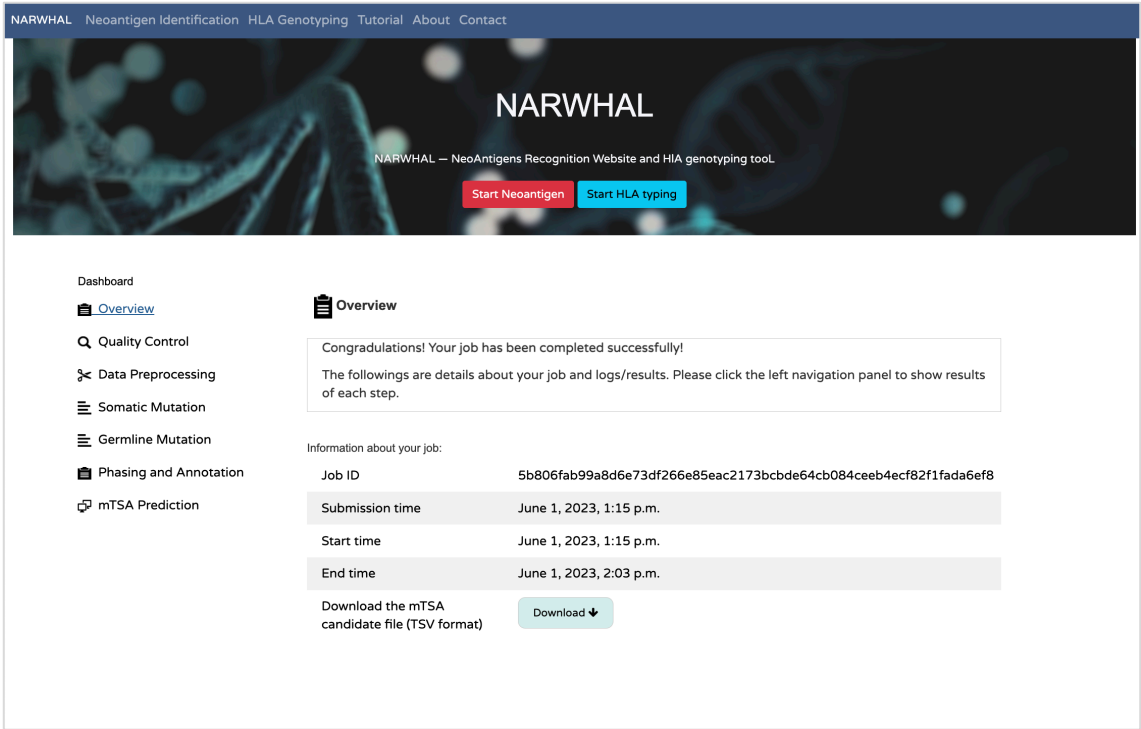 NARWHAL Neoantigen Identification HLA Genotyping Tutorial About Contact
NARWHAL
NARWHAL — NeoAntigens Recognition Website and HlA genotyping tooL
Start Neoantigen Start HLA typing
Dashboard
Overview
Quality Control
Data Preprocessing
Somatic Mutation
Germline Mutation
Phasing and Annotation
mTSA Prediction
Overview
Congradulations! Your job has been completed successfully!
The followings are details about your job and logs/results. Please click the left navigation panel to show results
of each step.
Information about your job:
Job ID 5b806fab99a8d6e73df266e85eac2173bcbde64cb084ceeb4ecf82f1fada6ef8
Submission time June 1, 2023, 1:15 p.m.
Start time June 1, 2023, 1:15 p.m.
End time June 1, 2023, 2:03 p.m.
Download the mTSA
candidate file (TSV format) Download